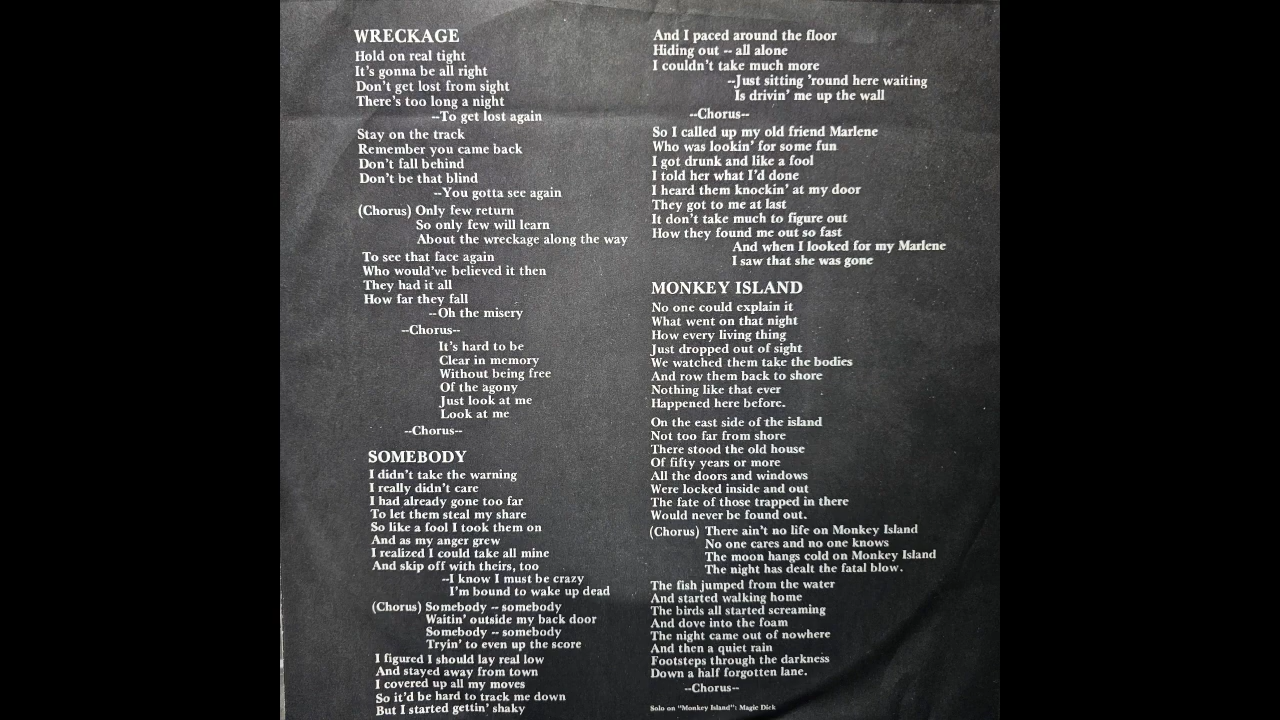 WRECKAGE
Hold on real tight
It's gonna be all right
Don't get lost from sight
There's too long a night
--To get lost again
Stay on the track
Remember you came back
Don't fall behind
Don't be that blind
--You gotta see again
(Chorus) Only few return
So only few will learn
About the wreckage along the way
To see that face again
Who would've believed it then
They had it all
How far they fall
--Oh the misery
--Chorus--
It's hard to be
Clear in memory
Without being free
Of the agony
Just look at me
Look at me
--Chorus--
SOMEBODY
I didn't take the warning
I really didn't care
I had already gone too far
To let them steal my share
So like a fool I took them on
And as my anger grew
I realized I could take all mine
And skip off with theirs, too
--I know I must be crazy
I'm bound to wake up dead
(Chorus) Somebody -- somebody
Waitin' outside my back door
Somebody -- somebody
Tryin' to even up the score
I figured I should lay real low
And stayed away from town
I covered up all my moves
So it'd be hard to track me down
But I started gettin' shaky
And I paced around the floor
Hiding out -- all alone
I couldn't take much more
--Just sitting 'round here waiting
Is drivin' me up the wall
--Chorus--
So I called up my old friend Marlene
Who was lookin' for some fun
I got drunk and like a fool
I told her what I'd done
I heard them knockin' at my door
They got to me at last
It don't take much to figure out
How they found me out so fast
And when I looked for my Marlene
I saw that she was gone
MONKEY ISLAND
No one could explain it
What went on that night
How every living thing
Just dropped out of sight
We watched them take the bodies
And row them back to shore
Nothing like that ever
Happened here before.
On the east side of the island
Not too far from shore
There stood the old house
Of fifty years or more
All the doors and windows
Were locked inside and out
The fate of those trapped in there
Would never be found out.
(Chorus) There ain't no life on Monkey Island
No one cares and no one knows
The moon hangs cold on Monkey Island
The night has dealt the fatal blow.
The fish jumped from the water
And started walking home
The birds all started screaming
And dove into the foam
The night came out of nowhere
And then a quiet rain
Footsteps through the darkness
Down a half forgotten lane.
--Chorus--
Solo on "Monkey Island": Magic Dick